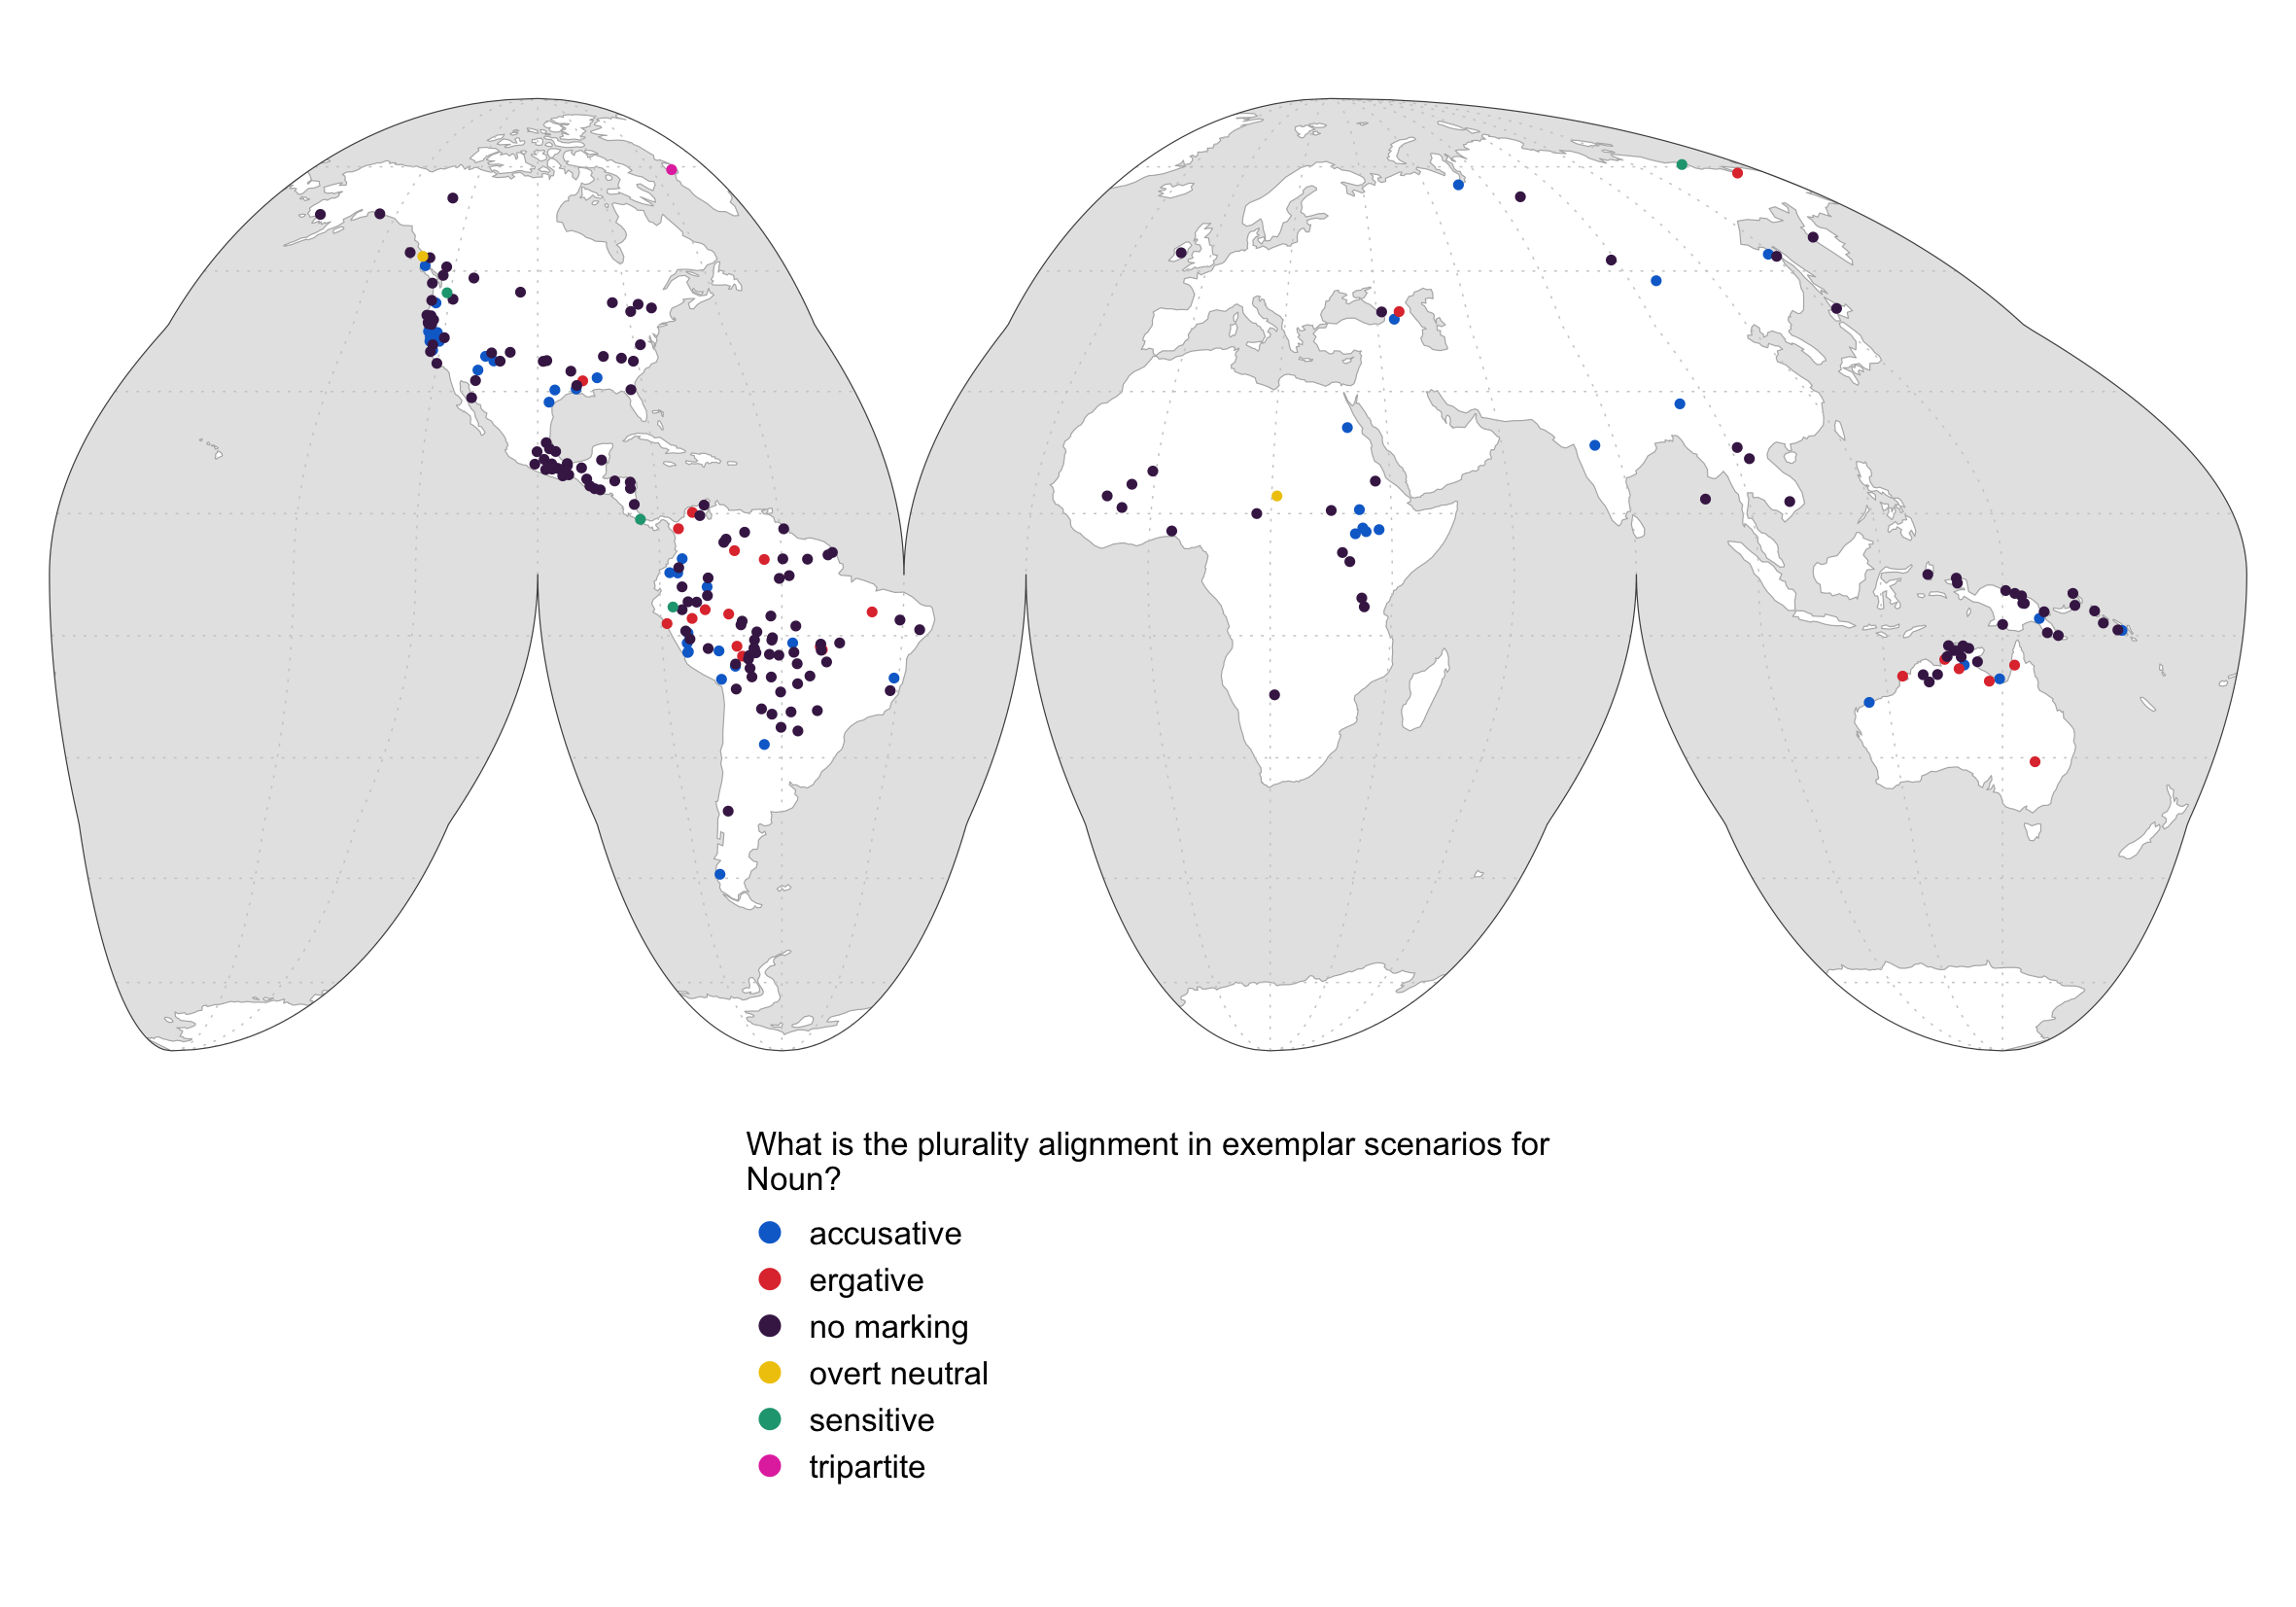 What is the plurality alignment in exemplar scenarios for
Noun?
accusative
ergative
no marking
overt neutral
sensitive
tripartite